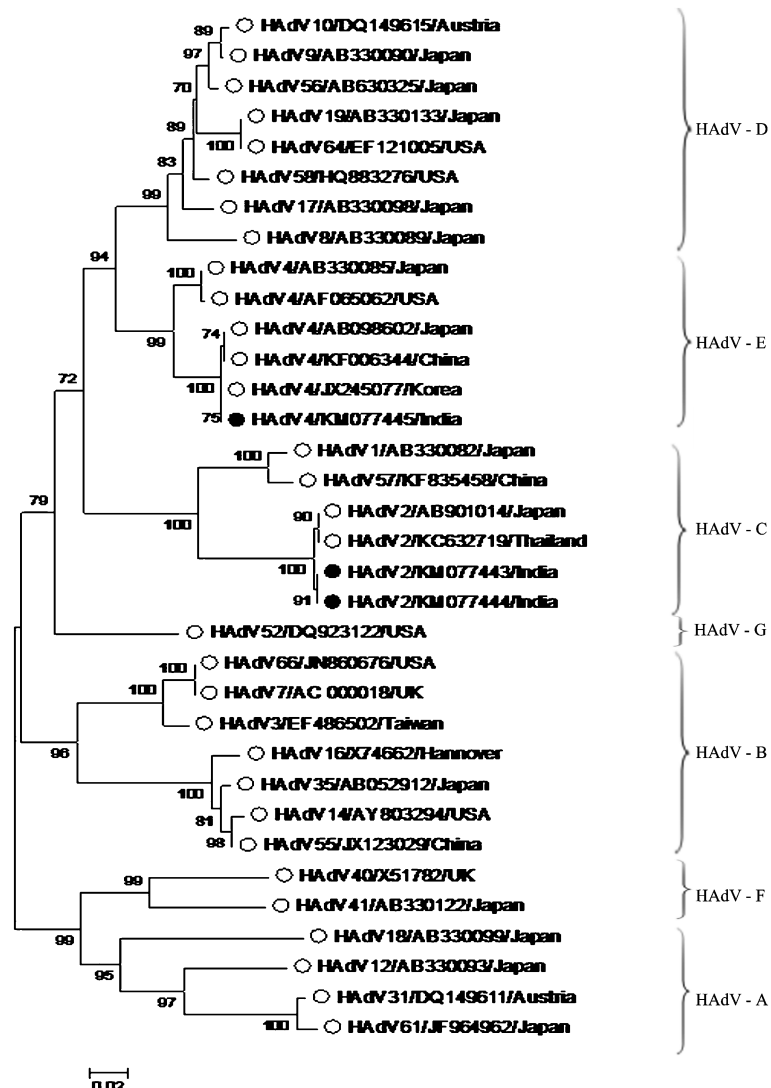 HAdV10/DQ149615/Austria
HAdV9/AB330090/Japan
HAdV56/AB630325/Japan
HAdV19/AB330133/Japan
HAdV64/EF121005/USA
HAdV58/HQ883276/USA
HAdV17/AB330098/Japan
HAdV8/AB330089/Japan
HAdV4/AB330085/Japan
HAdV4/AF065062/USA
HAdV4/AB098602/Japan
HAdV4/KF006344/China
HAdV4/JX245077/Korea
HAdV4/KM077445/India
HAdV1/AB330082/Japan
HAdV57/KF835458/China
HAdV2/AB901014/Japan
HAdV2/KC632719/Thailand
HAdV2/KM077443/India
HAdV2/KM077444/India
HAdV52/DQ923122/USA
HAdV66/JN860676/USA
HAdV7/AC 000018/UK
HAdV3/EF486502/Taiwan
HAdV16/X74662/Hannover
HAdV35/AB052912/Japan
HAdV14/AY803294/USA
HAdV55/JX123029/China
HAdV40/X51782/UK
HAdV41/AB330122/Japan
HAdV18/AB330099/Japan
HAdV12/AB330093/Japan
HAdV31/DQ149611/Austria
HAdV61/JF964962/Japan
89
97
70
89
83
99
100
94
100
99
74
100
75
72
100
100
90
100
91
79
100
100
96
100
81
98
99
99
95
97
100
0.02
HAdV - D
HAdV - E
HAdV - C
HAdV - G
HAdV - B
HAdV - F
HAdV - A